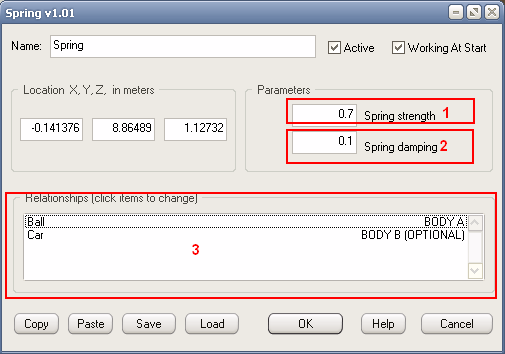 Spring v1.01
Name: Spring Active Working At Start
Location X, Y, Z, in meters Parameters
0.7 Spring strength 1
-0.141376 8.86489 1.12732
0.1 Spring damping 2
Relationships (click items to change)
Ball BODY A
Car BODY B (OPTIONAL)
3
Copy Paste Save Load OK Help Cancel